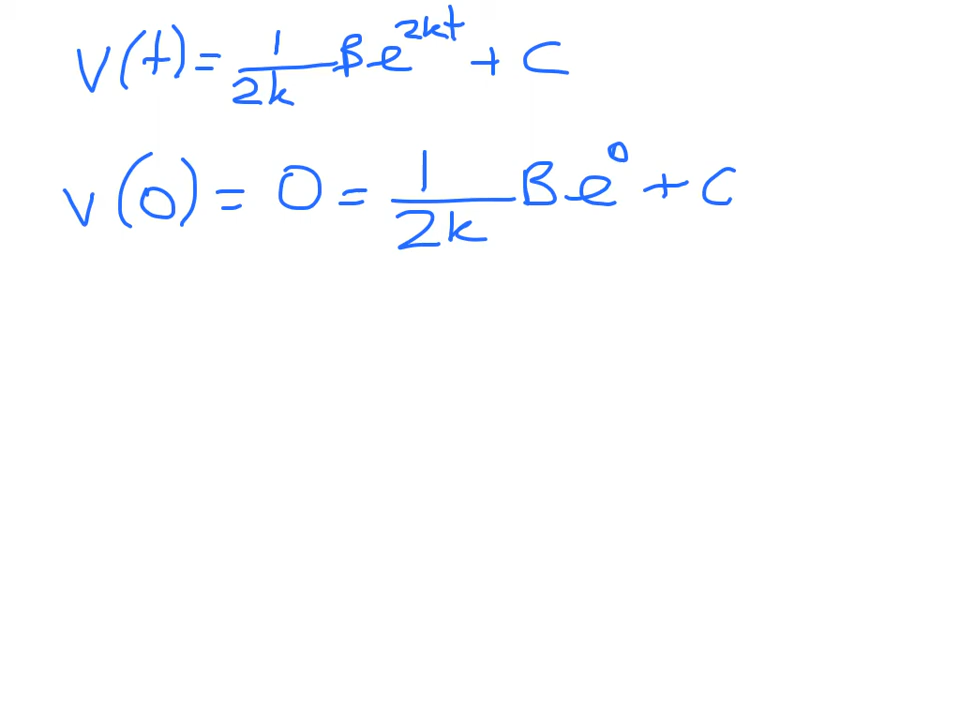 V(t) = 1/2k Be^{2kt} + C
v(0) = 0 = 1/2k Be^0 + C